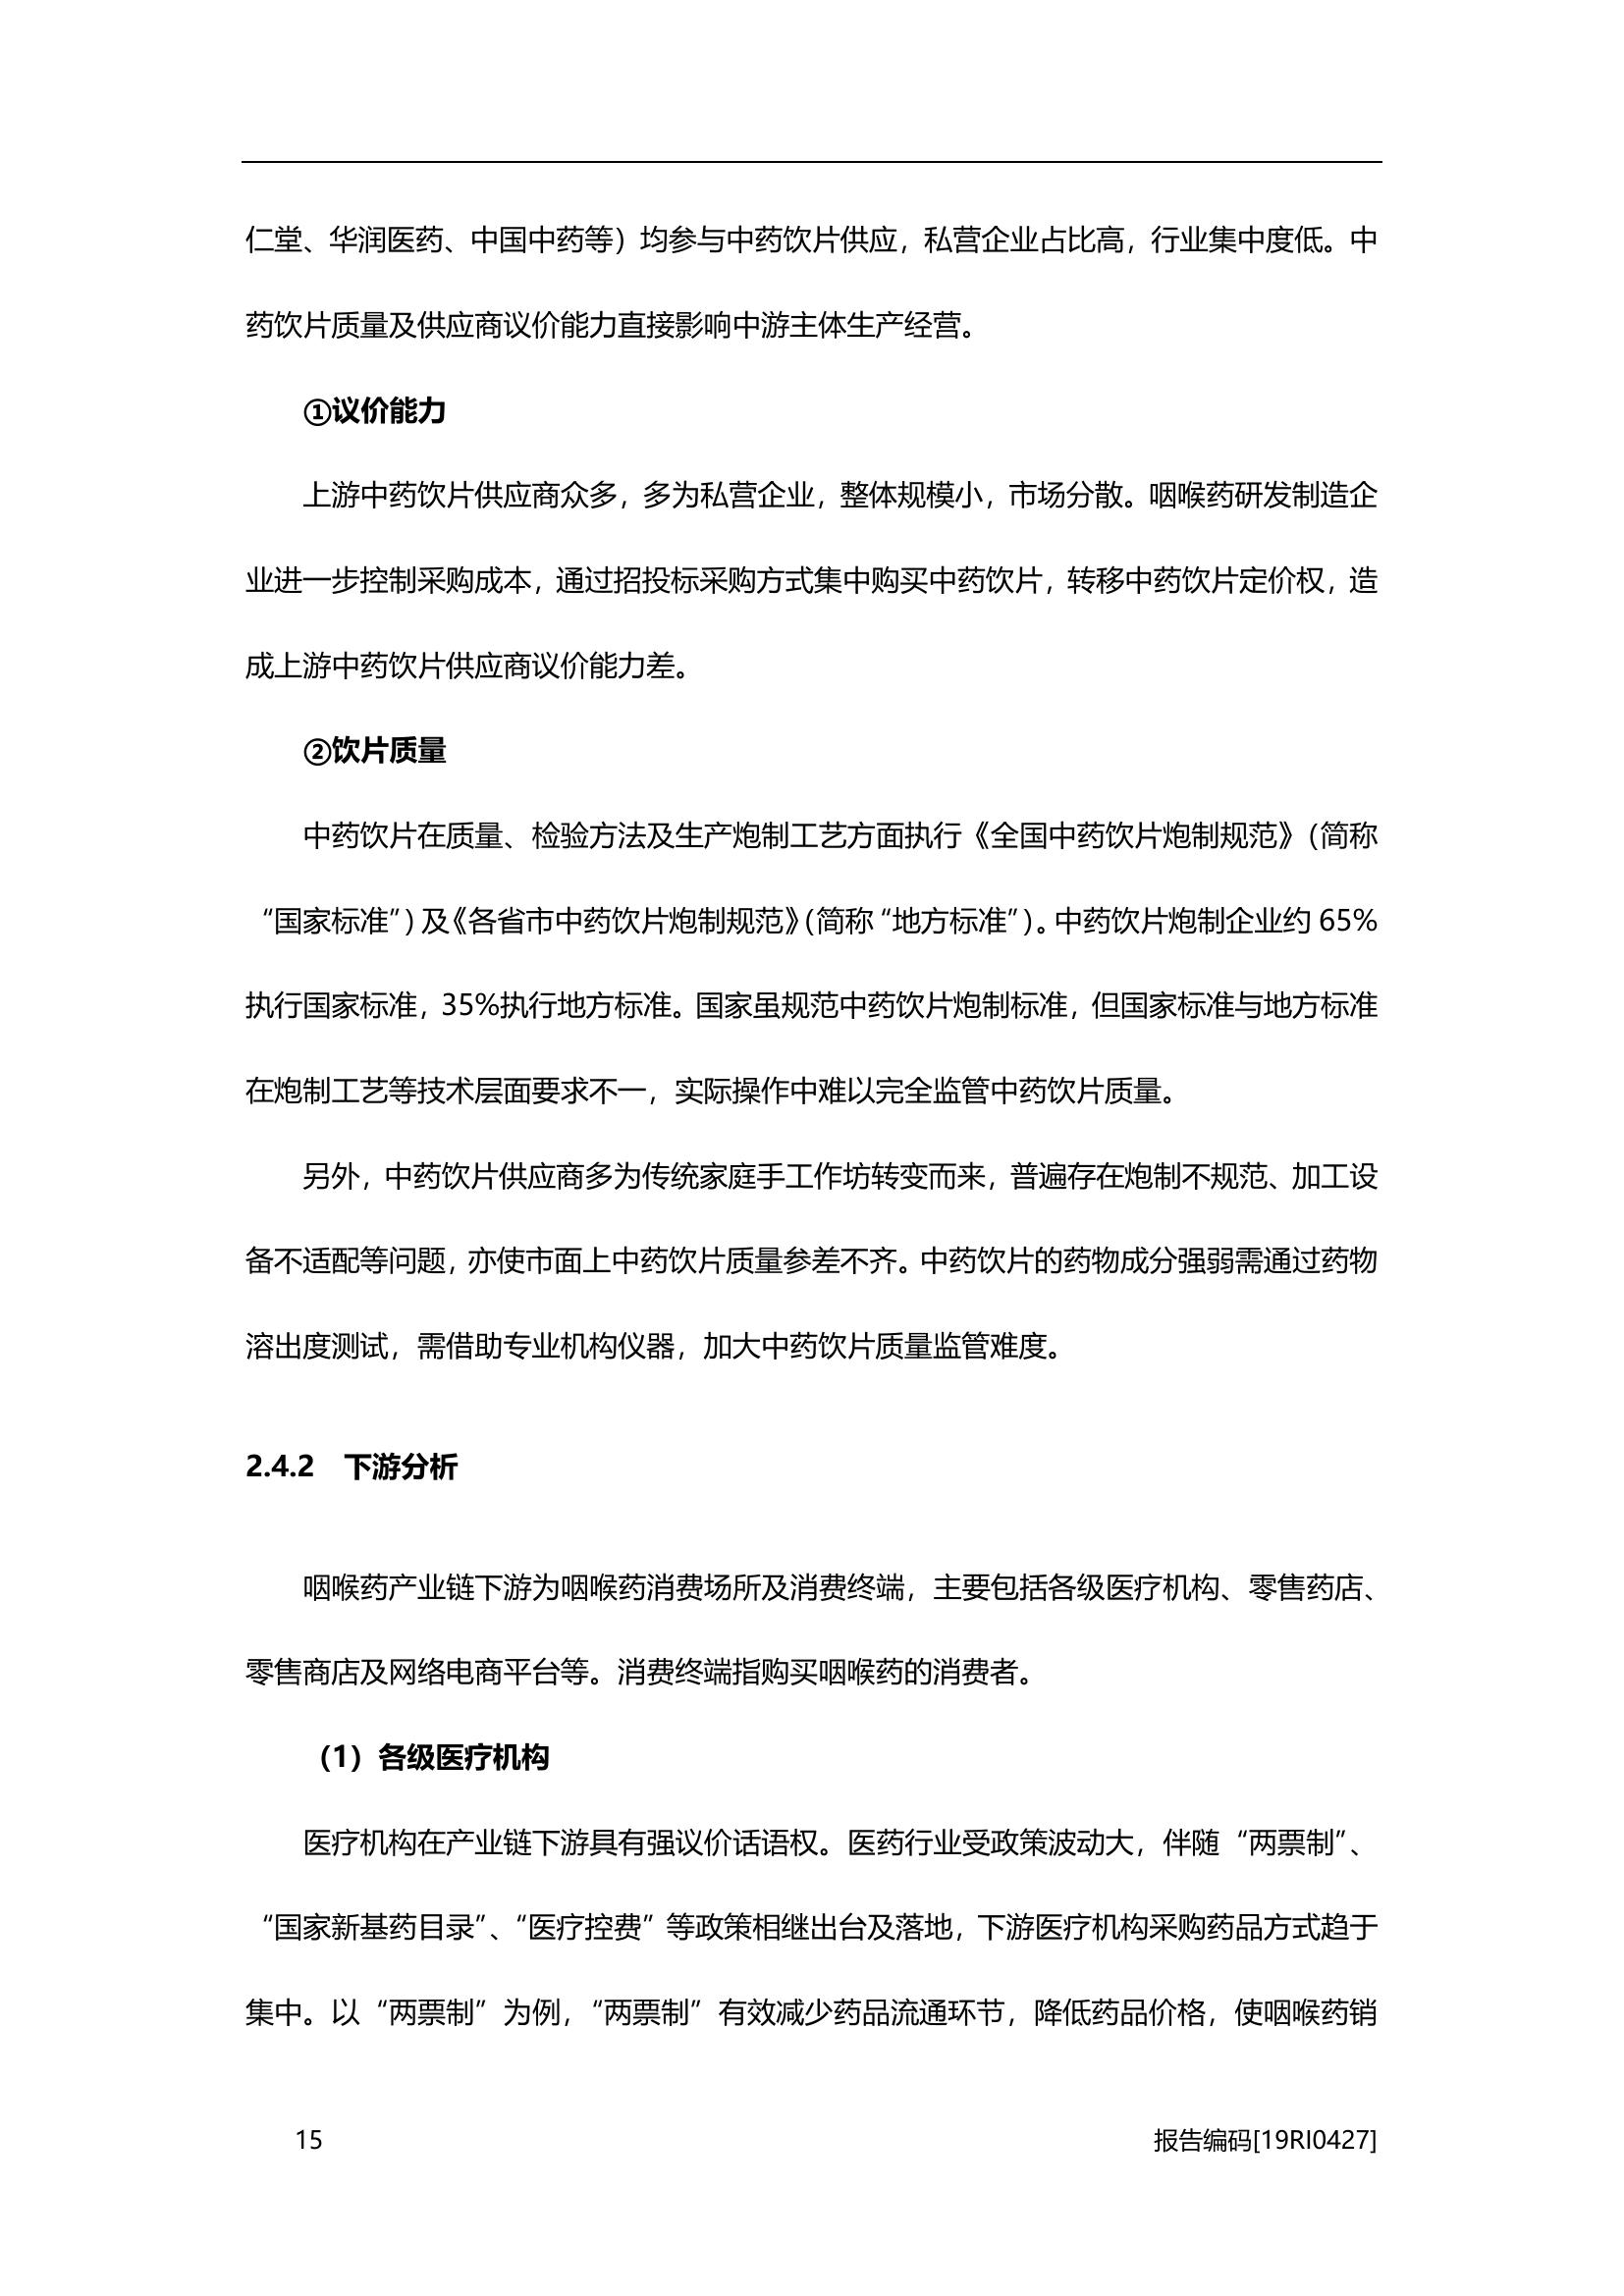 仁堂、华润医药、中国中药等）均参与中药饮片供应，私营企业占比高，行业集中度低。中
药饮片质量及供应商议价能力直接影响中游主体生产经营。
①议价能力
上游中药饮片供应商众多，多为私营企业，整体规模小，市场分散。咽喉药研发制造企
业进一步控制采购成本，通过招投标采购方式集中购买中药饮片，转移中药饮片定价权，造
成上游中药饮片供应商议价能力差。
②饮片质量
中药饮片在质量、检验方法及生产炮制工艺方面执行《全国中药饮片炮制规范》（简称
“国家标准”）及《各省市中药饮片炮制规范》（简称“地方标准”）。中药饮片炮制企业约 65%
执行国家标准，35%执行地方标准。国家虽规范中药饮片炮制标准，但国家标准与地方标准
在炮制工艺等技术层面要求不一，实际操作中难以完全监管中药饮片质量。
另外，中药饮片供应商多为传统家庭手工作坊转变而来，普遍存在炮制不规范、加工设
备不适配等问题，亦使市面上中药饮片质量参差不齐。中药饮片的药物成分强弱需通过药物
溶出度测试，需借助专业机构仪器，加大中药饮片质量监管难度。
2.4.2 下游分析
咽喉药产业链下游为咽喉药消费场所及消费终端，主要包括各级医疗机构、零售药店、
零售商店及网络电商平台等。消费终端指购买咽喉药的消费者。
（1）各级医疗机构
医疗机构在产业链下游具有强议价话语权。医药行业受政策波动大，伴随“两票制”、
“国家新基药目录”、“医疗控费”等政策相继出台及落地，下游医疗机构采购药品方式趋于
集中。以“两票制”为例，“两票制”有效减少药品流通环节，降低药品价格，使咽喉药销
15 报告编码[19RI0427]